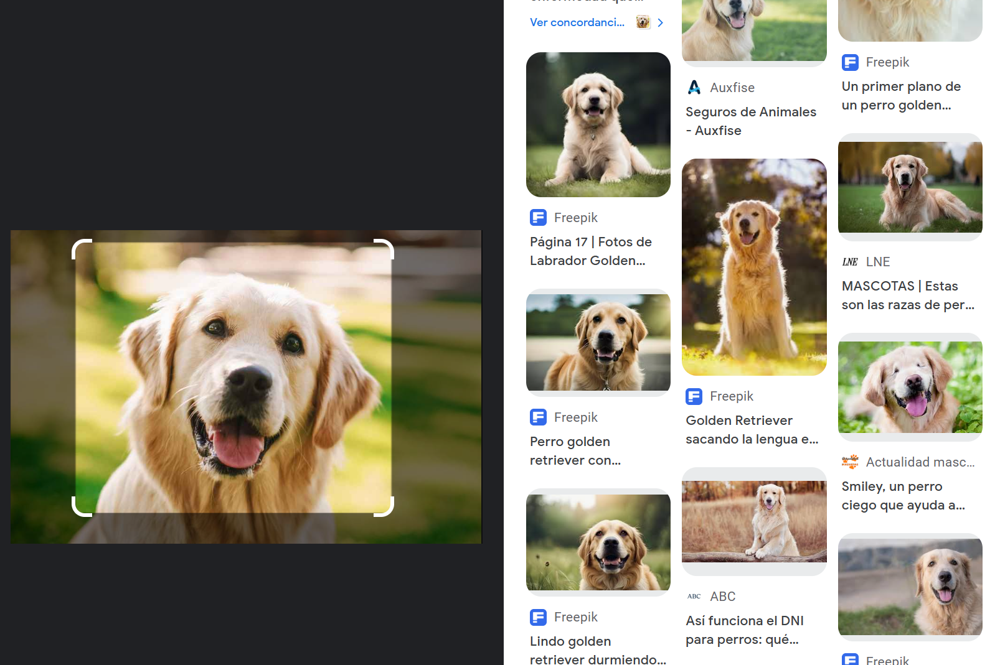 Ver concordanci...
Freepik
Página 17 | Fotos de
Labrador Golden...
Freepik
Perro golden
retriever con...
Freepik
Lindo golden
retriever durmiendo...
Auxfise
Seguros de Animales
- Auxfise
Freepik
Golden Retriever
sacando la lengua e...
ABC
ABC
Así funciona el DNI
para perros: qué...
Freepik
Un primer plano de
un perro golden...
LNE
LNE
MASCOTAS | Estas
son las razas de per...
Actualidad masc...
Smiley, un perro
ciego que ayuda a...
Freepik